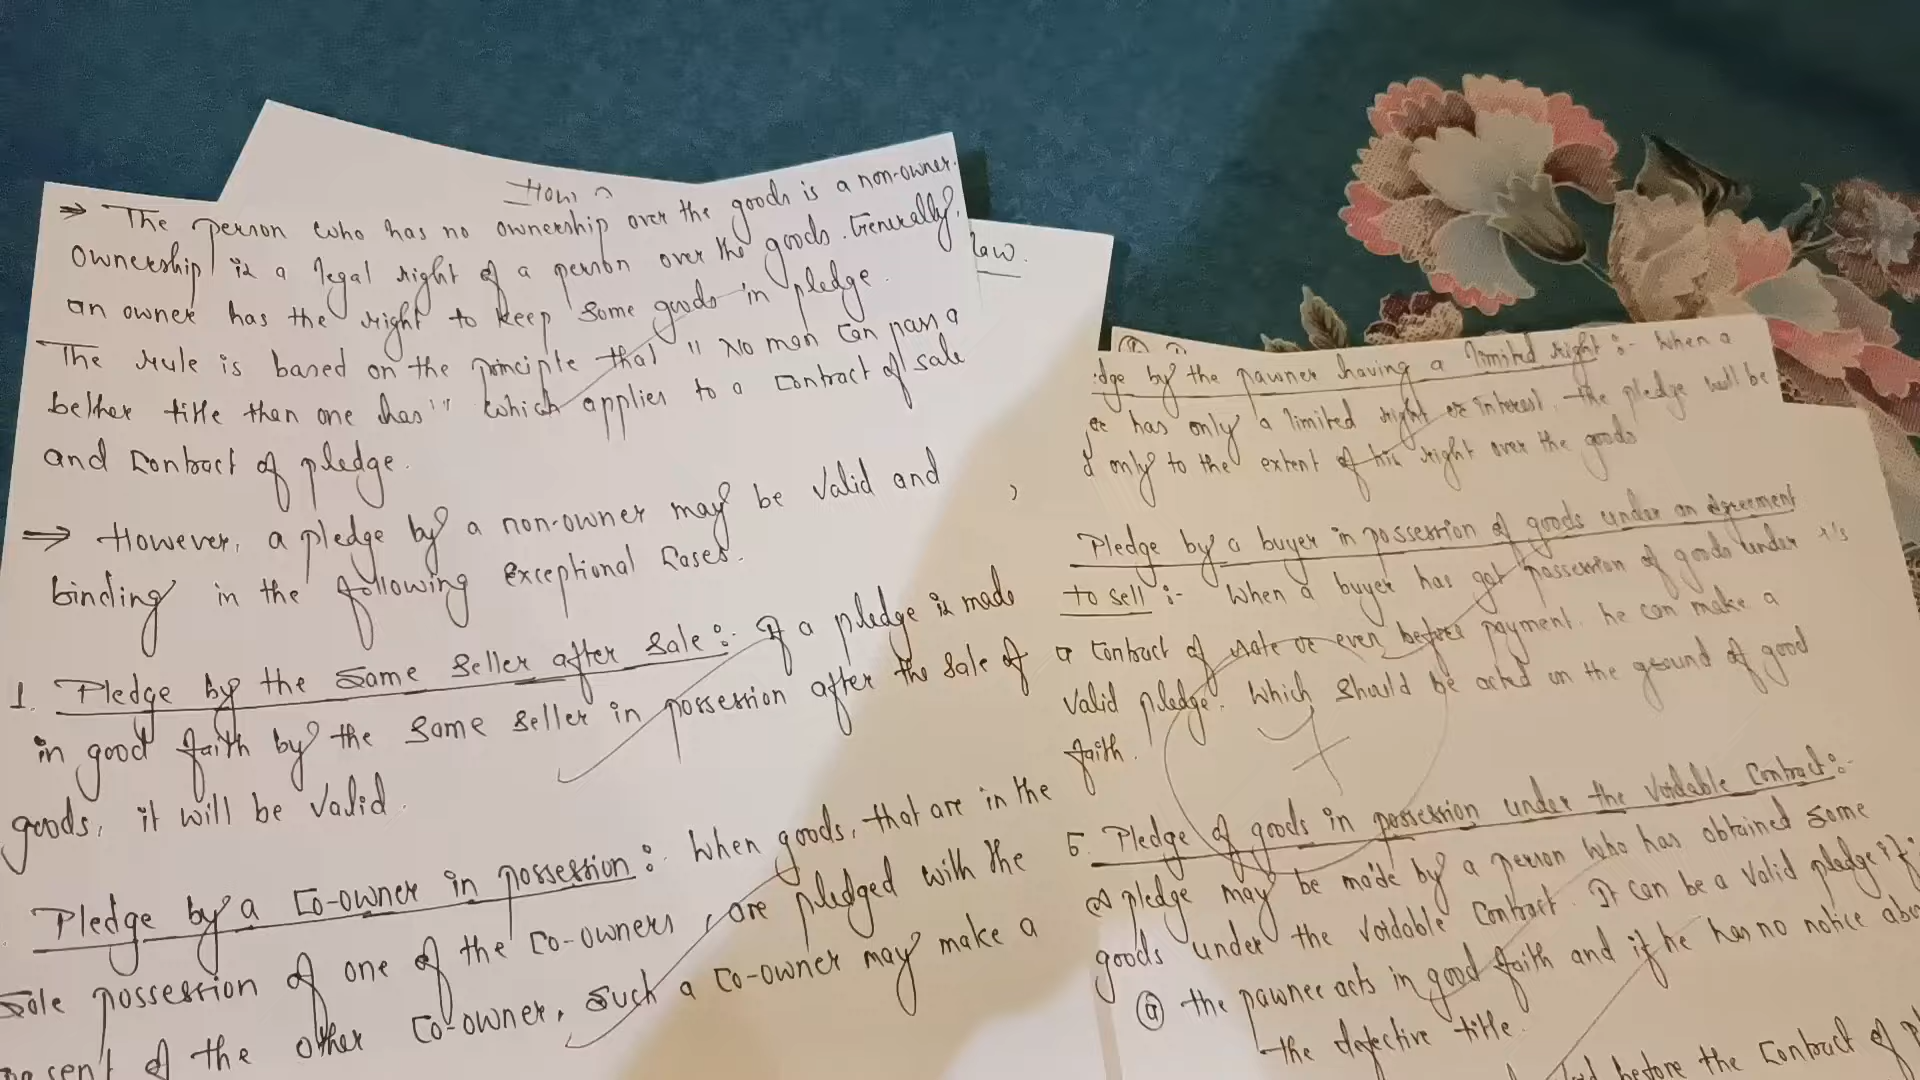 How
⇒ The person who has no ownership over the goods is a non-owner.
Ownership is a legal right of a person over the goods. Generally,
an owner has the right to keep some goods in pledge.
The rule is based on the principle that "No man can pass a
better title than one has" which applies to a contract of sale
and contract of pledge.
⇒ However, a pledge by a non-owner may be valid and
binding in the following exceptional cases.
1. Pledge by the same seller after sale:- If a pledge is made
in good faith by the same seller in possession after the sale of
goods, it will be valid.
Pledge by a co-owner in possession:- When goods, that are in the
sole possession of one of the co-owners, are pledged with the
of the other co-owner, such a co-owner may make a
law.
by the pawner having a limited right:- When a
has only a limited right or interest, the pledge will be
only to the extent of his right over the goods
Pledge by a buyer in possession of goods under an agreement
to sell:- When a buyer has got possession of goods under
a contract of sale or even before payment, he can make a
valid pledge. Which should be acted on the ground of good
faith.
5. Pledge of goods in possession under the voidable contract:-
A pledge may be made by a person who has obtained some
goods under the voidable contract. It can be a valid pledge if:
(a) the pawnee acts in good faith and if he has no notice
the defective title.
before the contract of